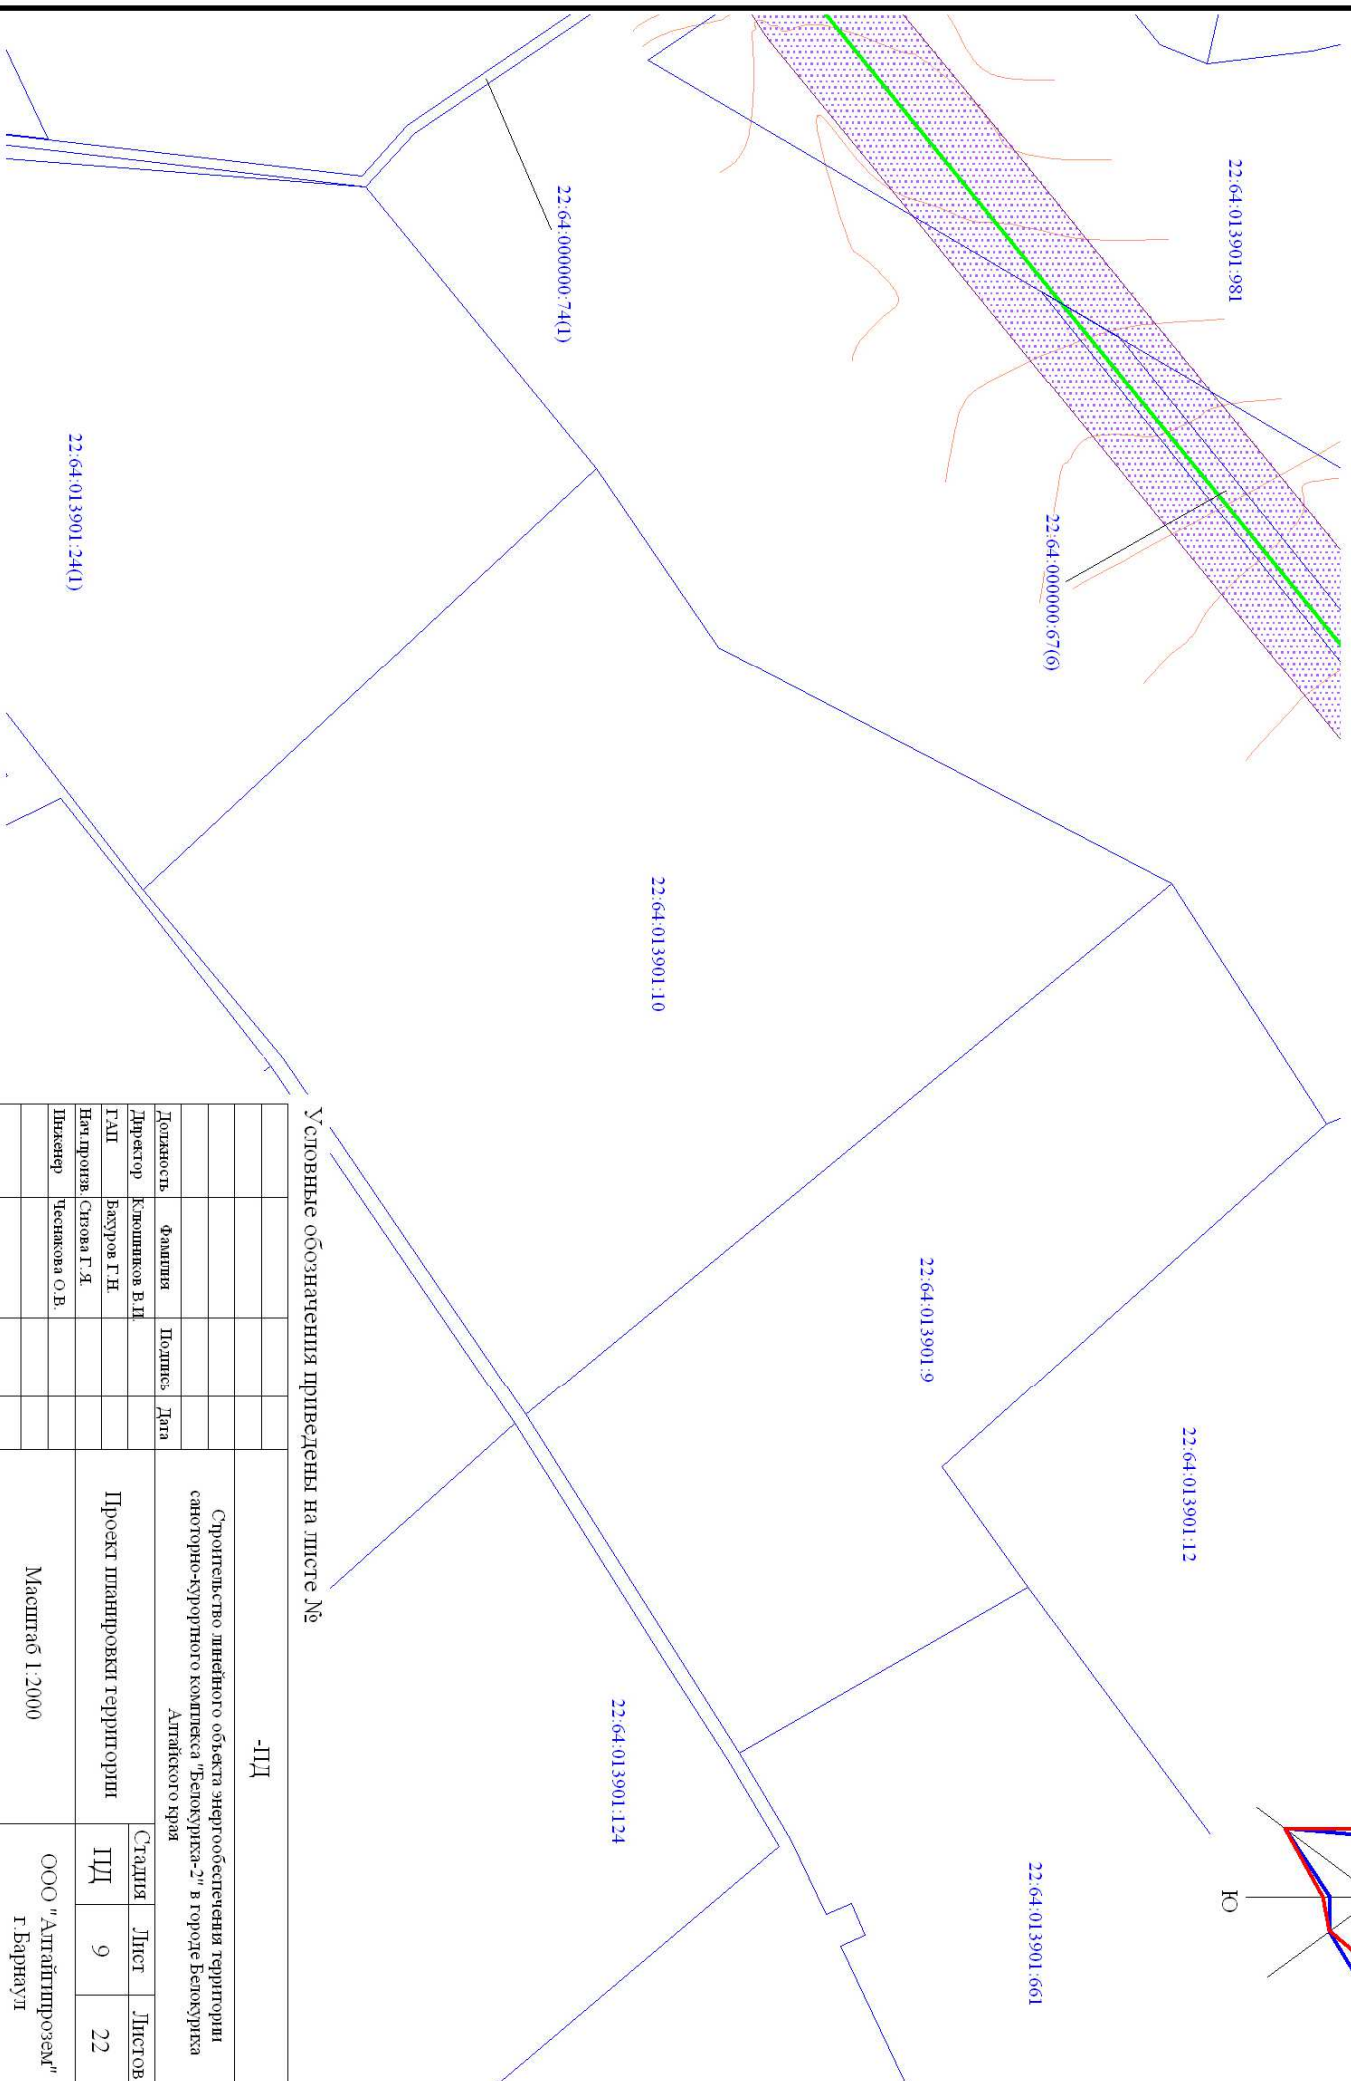 22:64:013901:981
22:64:000000:67(6)
22:64:000000:74(1)
22:64:013901:24(1)
22:64:013901:10
22:64:013901:9
22:64:013901:12
22:64:013901:124
22:64:013901:661
Ю
Условные обозначения приведены на листе №
-ПД
Строительство линейного объекта энергообеспечения территории
саноторно-курортного комплекса "Белокуриха-2" в городе Белокуриха
Алтайского края
Должность Фамилия Подпись Дата
Директор Клюшников В.И.
ГАП Бахуров Г.Н.
Нач.произв. Сизова Г.Я.
Инженер Чеснакова О.В.
Проект планировки территории
Стадия Лист Листов
ПД 9 22
Масштаб 1:2000
ООО "Алтайгипрозем"
г.Барнаул